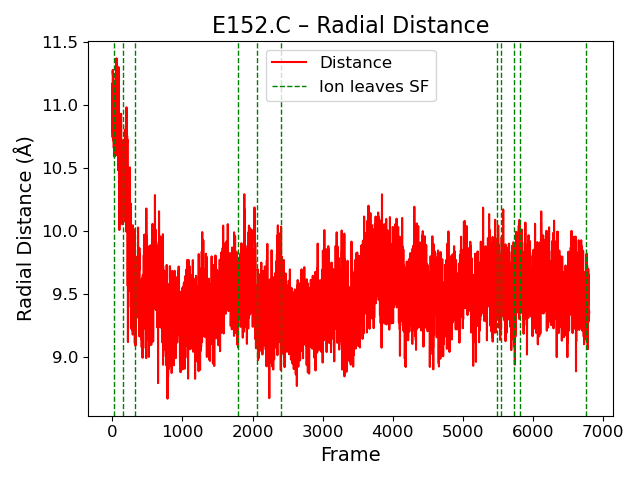 E152.C – Radial Distance
11.5
11.0
10.5
10.0
9.5
9.0
Radial Distance (Å)
Distance
Ion leaves SF
0
1000
2000
3000
4000
5000
6000
7000
Frame